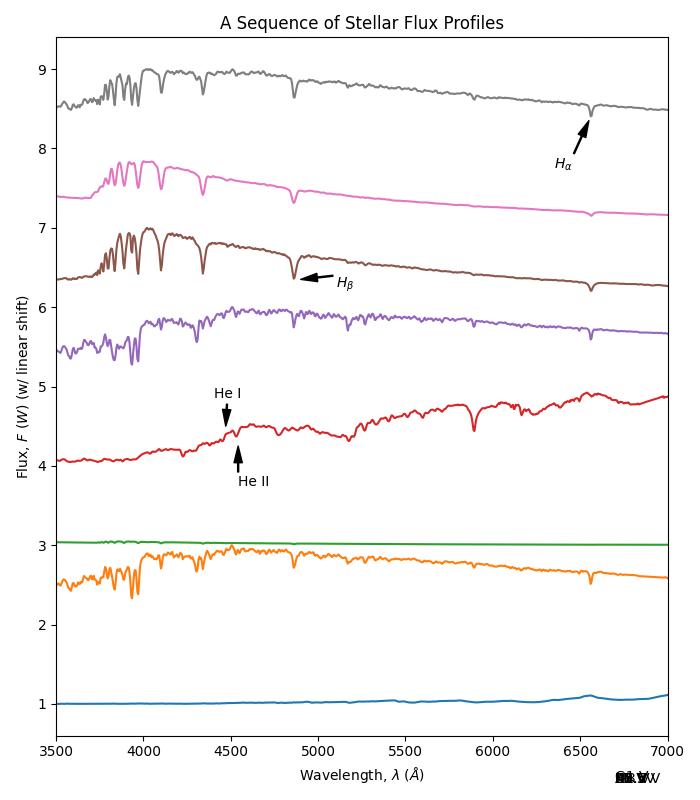 A Sequence of Stellar Flux Profiles
9
8
7
6
5
4
3
2
1
Flux, F (W) (w/ linear shift)
Hα
Hβ
He I
He II
3500 4000 4500 5000 5500 6000 6500 7000
Wavelength, λ (Å)